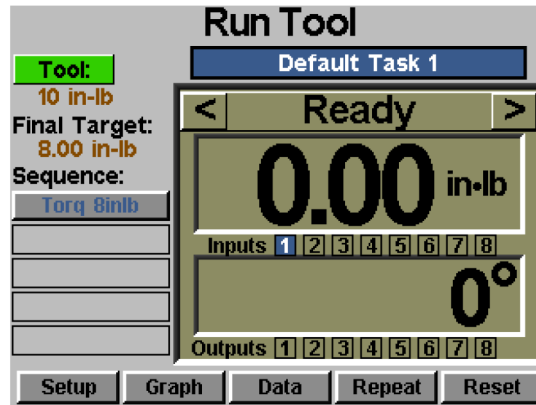 Run Tool
Default Task 1
Tool:
10 in-lb
Final Target:
8.00 in-lb
Sequence:
Torq 8inlb
< Ready >
0.00 in•lb
Inputs 1 2 3 4 5 6 7 8
0°
Outputs 1 2 3 4 5 6 7 8
Setup Graph Data Repeat Reset